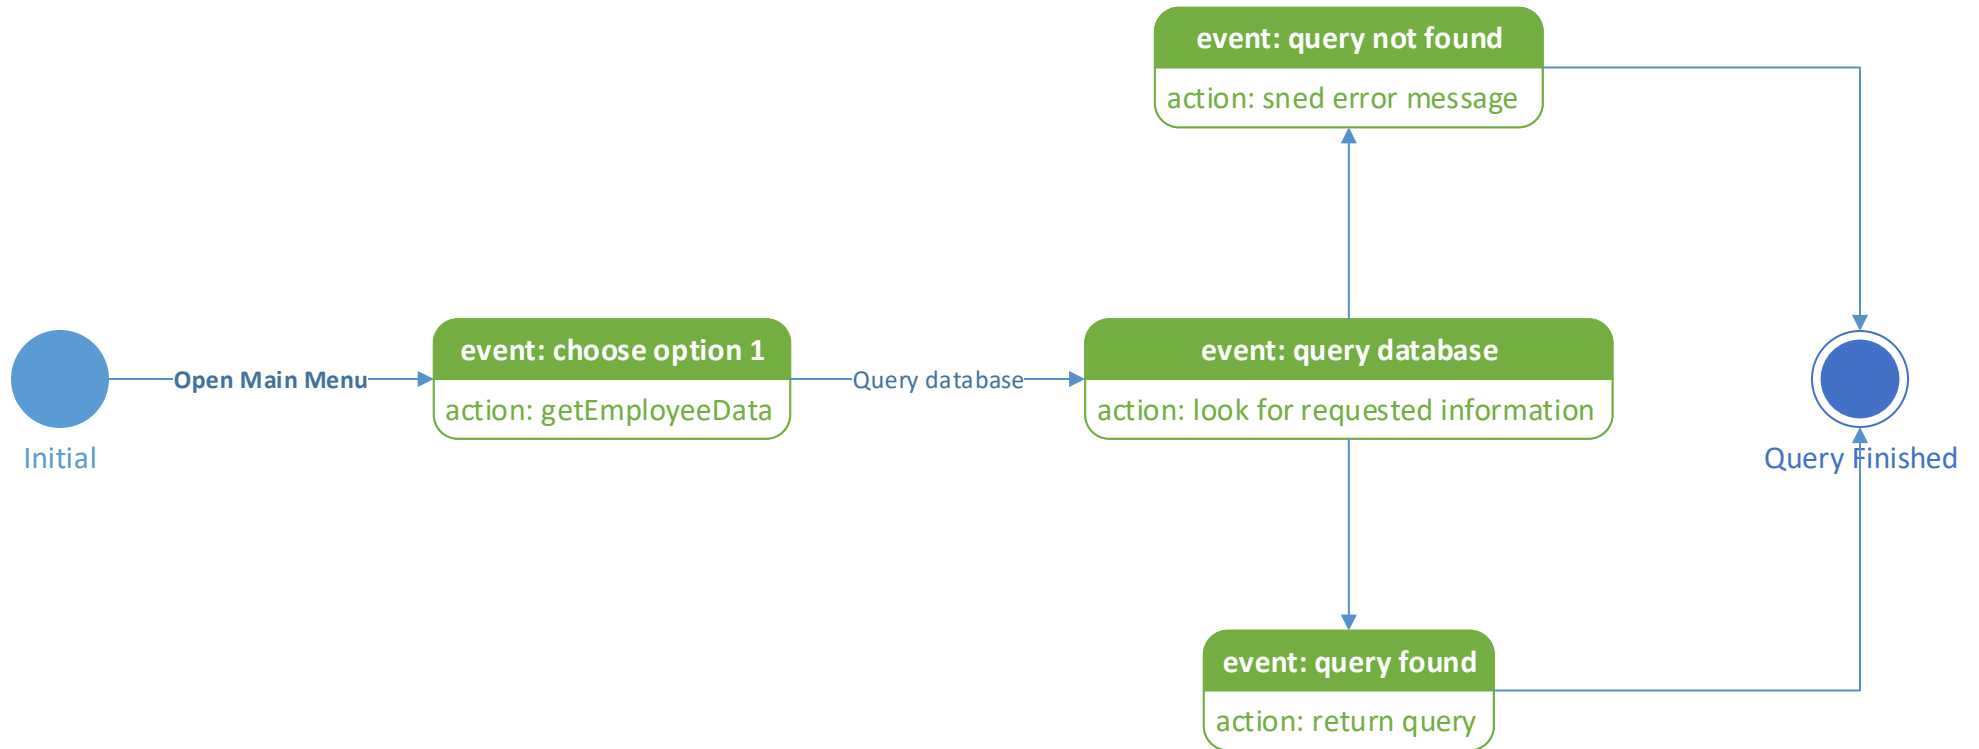 event: query not found
action: sned error message
Initial
Open Main Menu
event: choose option 1
action: getEmployeeData
Query database
event: query database
action: look for requested information
Query Finished
event: query found
action: return query